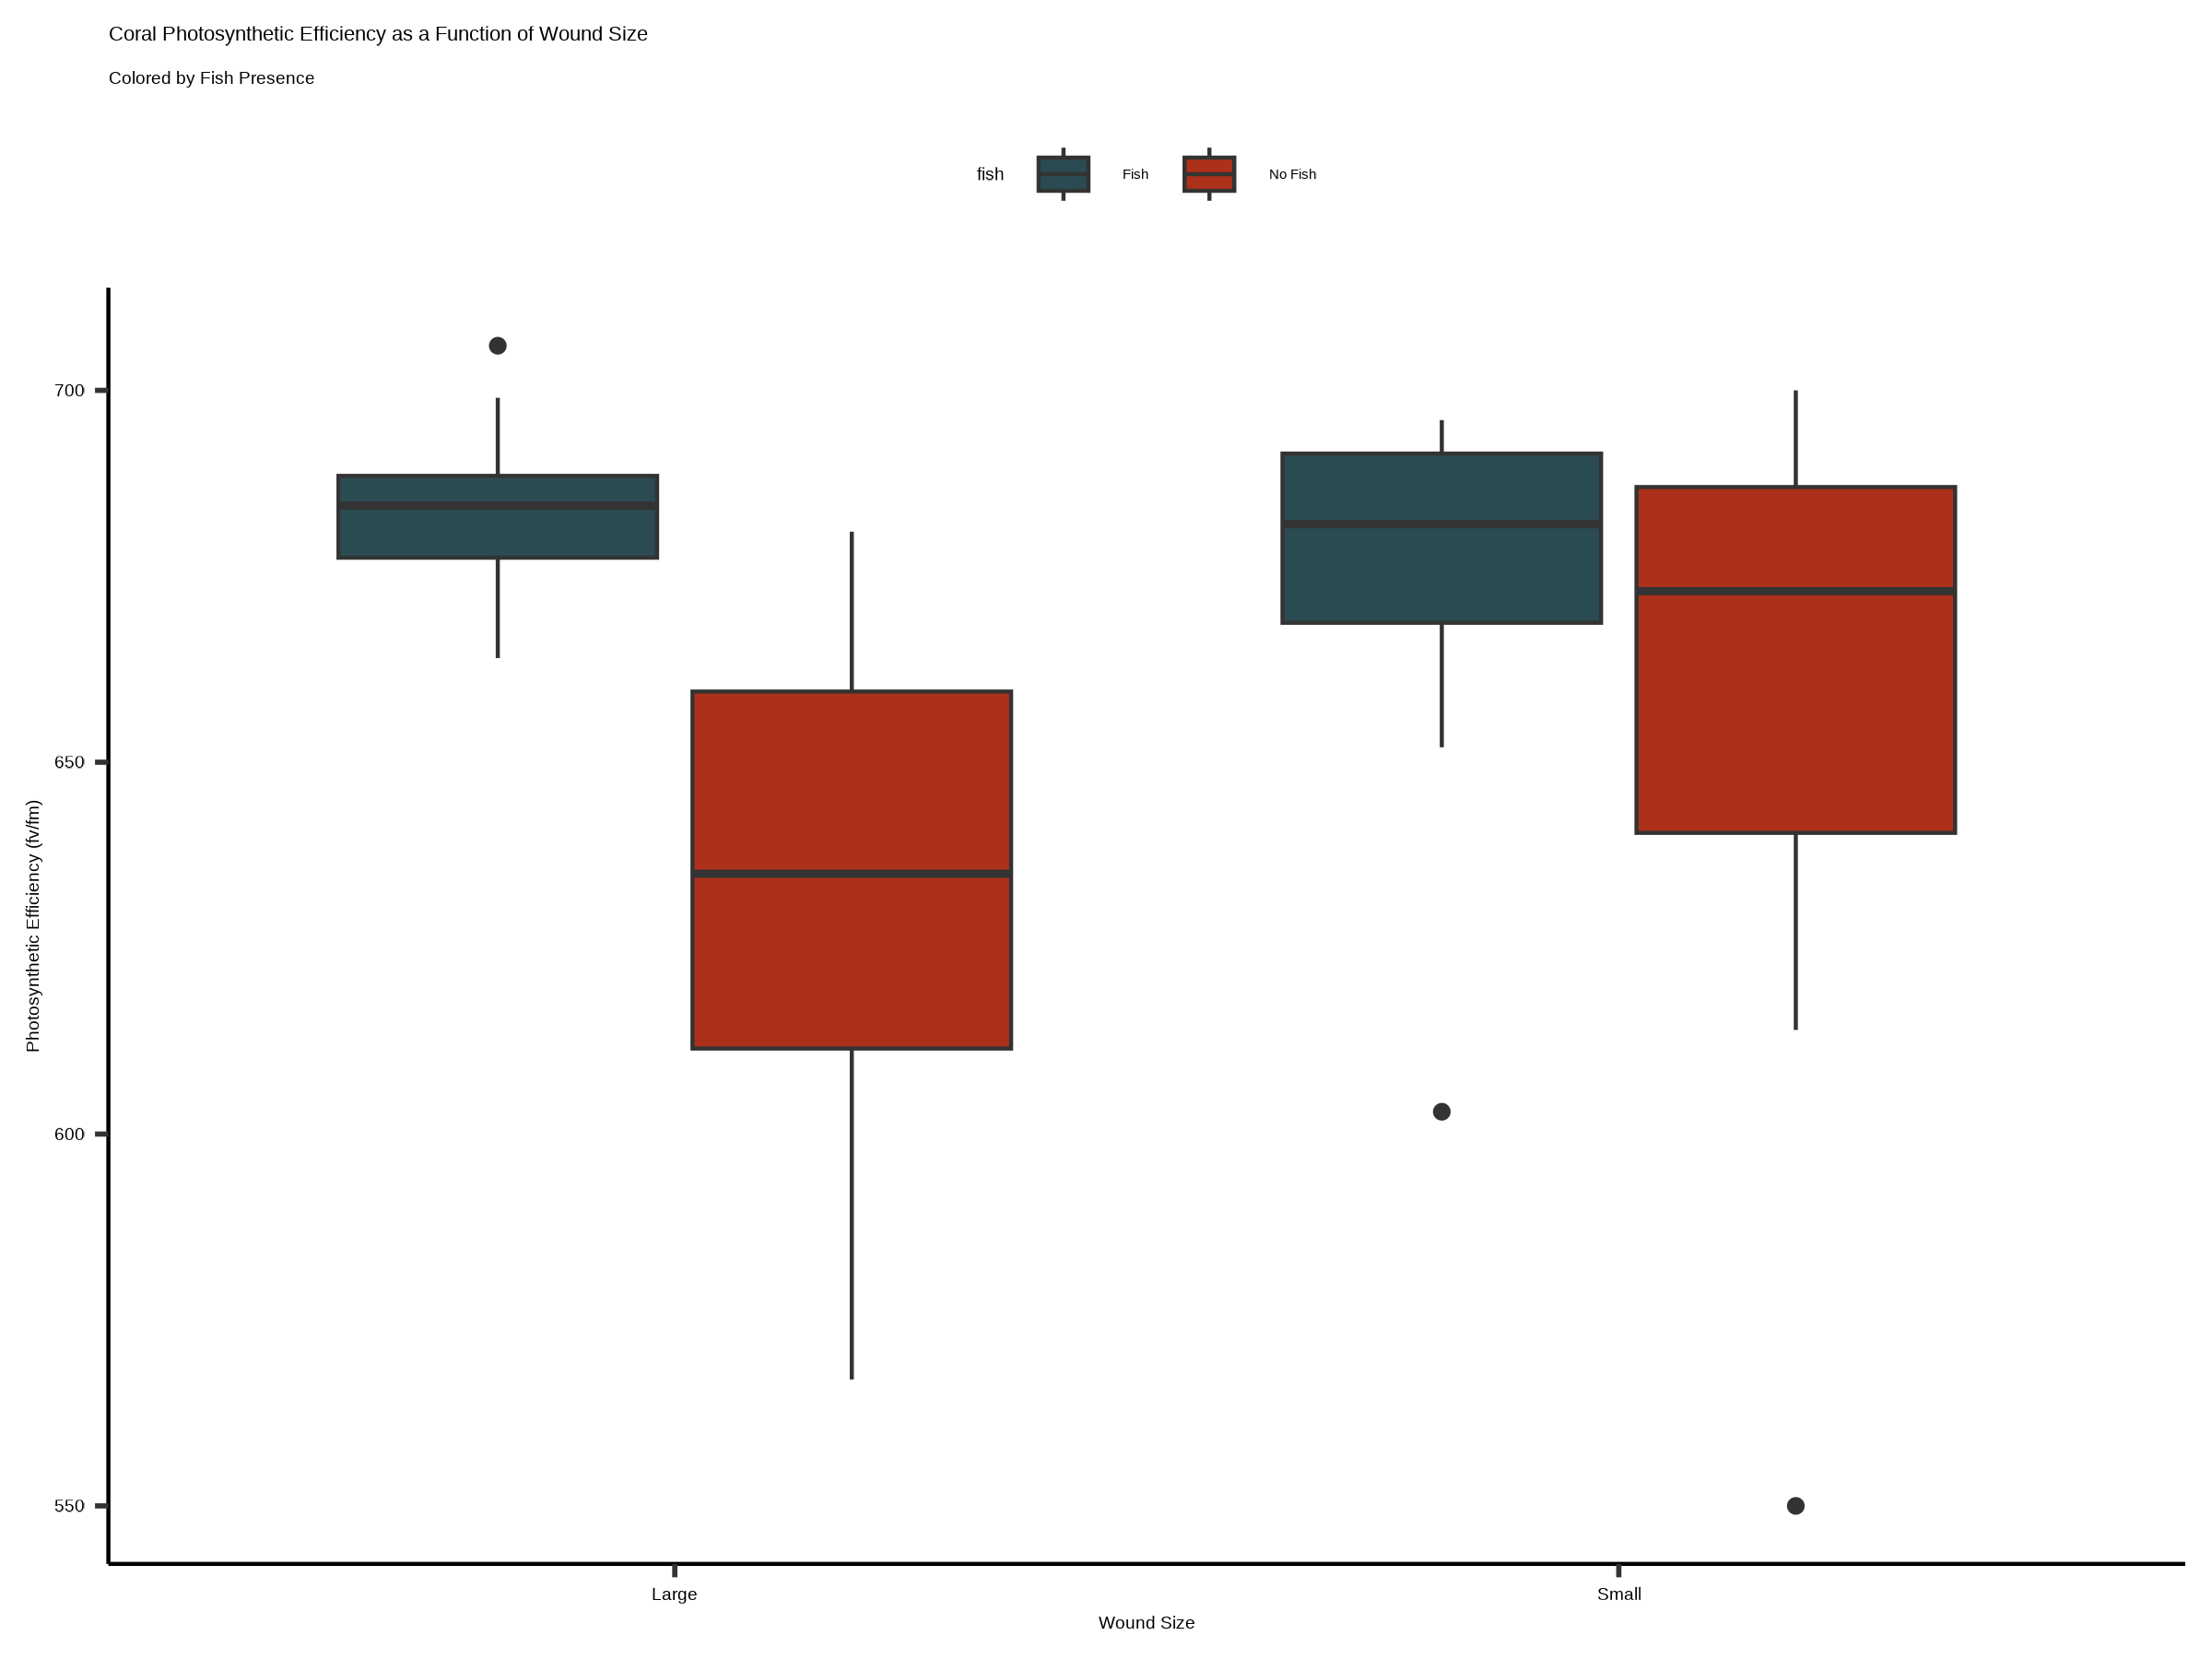 Coral Photosynthetic Efficiency as a Function of Wound Size
Colored by Fish Presence
fish
Fish
No Fish
700
650
600
550
Photosynthetic Efficiency (fv/fm)
Large
Small
Wound Size